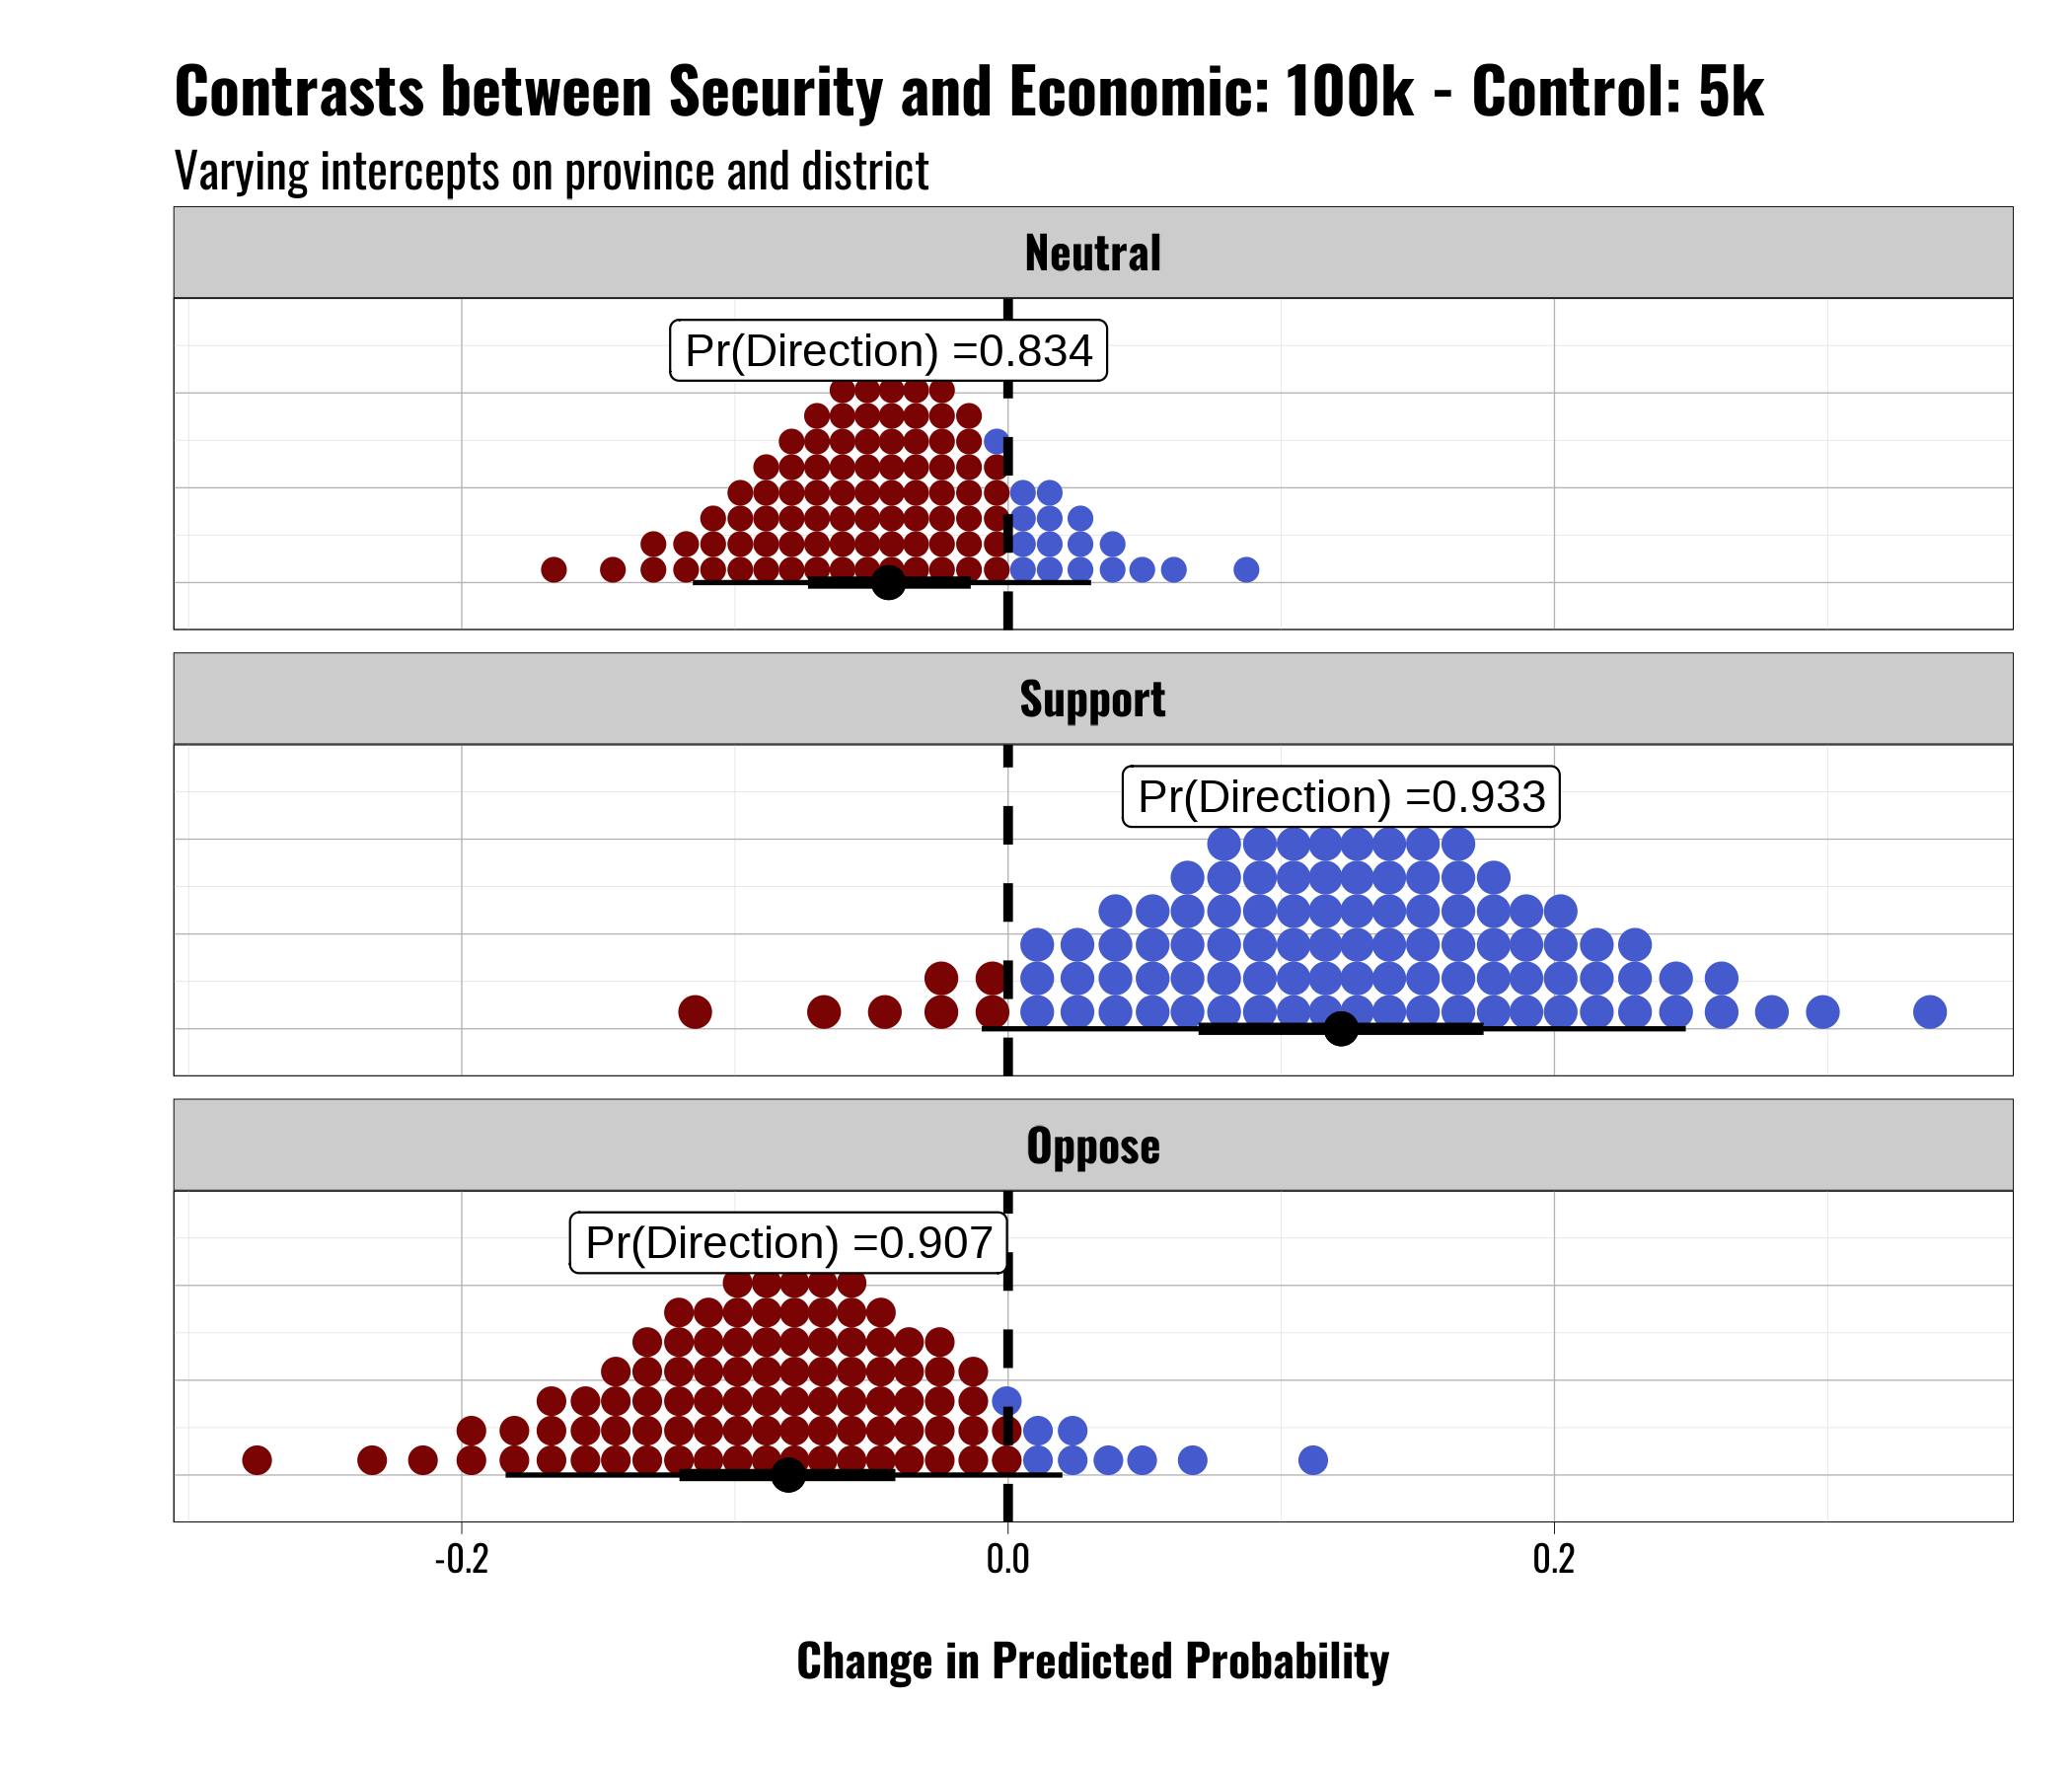 Contrasts between Security and Economic: 100k - Control: 5k
Varying intercepts on province and district
Neutral
Pr(Direction) =0.834
Support
Pr(Direction) =0.933
Oppose
Pr(Direction) =0.907
-0.2 0.0 0.2
Change in Predicted Probability